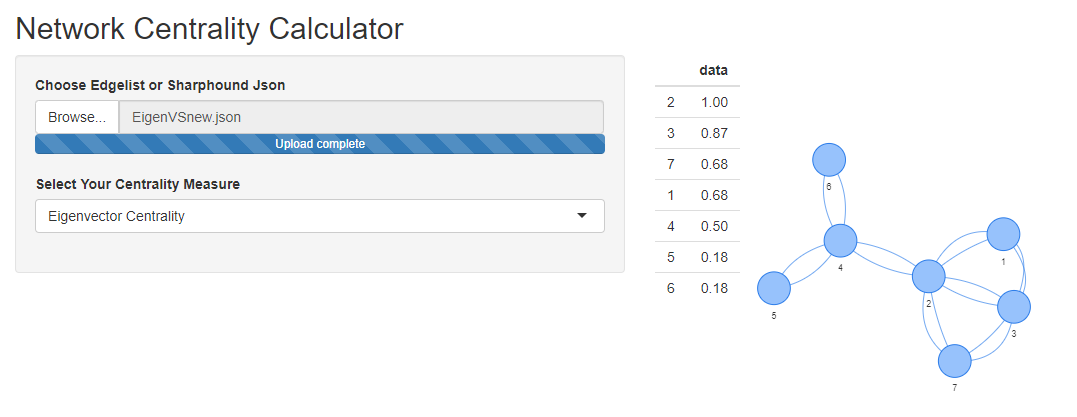 Network Centrality Calculator
Choose Edgelist or Sharphound Json
Browse... EigenVSnew.json
Upload complete
Select Your Centrality Measure
Eigenvector Centrality
data
2 1.00
3 0.87
7 0.68
1 0.68
4 0.50
5 0.18
6 0.18
6
1
4
2
5
3
7